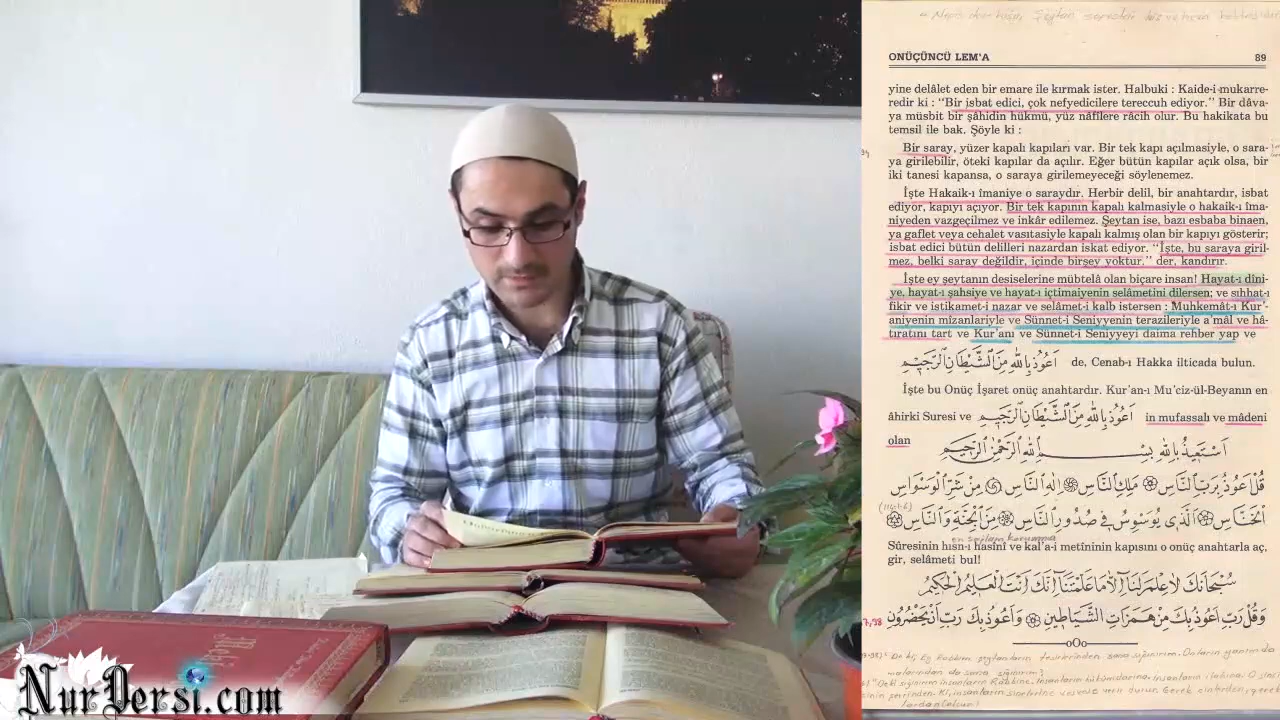 ONÜÇÜNCÜ LEM'A 89
yine delâlet eden bir emare ile kırmak ister. Halbuki : Kaide-i mukarre-
redir ki : "Bir isbat edici, çok nefyedicilere tereccuh ediyor." Bir dâva-
ya müsbit bir şâhidin hükmü, yüz nâfilere râcih olur. Bu hakikata bu
temsil ile bak. Şöyle ki :
Bir saray, yüzer kapalı kapıları var. Bir tek kapı açılmasiyle, o sara-
ya girilebilir, öteki kapılar da açılır. Eğer bütün kapılar açık olsa, bir
iki tanesi kapansa, o saraya girilemeyeceği söylenemez.
İşte Hakaik-ı îmaniye o saraydır. Herbir delil, bir anahtardır, isbat
ediyor, kapıyı açıyor. Bir tek kapının kapalı kalmasiyle o hakaik-ı îma-
niyeden vazgeçilmez ve inkâr edilemez. Şeytan ise, bazı esbaba binaen,
ya gaflet veya cehalet vasıtasiyle kapalı kalmış olan bir kapıyı gösterir;
isbat edici bütün delilleri nazardan iskat ediyor. "İşte, bu saraya giril-
mez, belki saray değildir, içinde birşey yoktur." der, kandırır.
İşte ey şeytanın desiselerine mübtelâ olan biçare insan! Hayat-ı dîni-
ye, hayat-ı şahsiye ve hayat-ı içtimaiyenin selâmetini dilersen; ve sıhhat-ı
fikir ve istikamet-i nazar ve selâmet-i kalb istersen : Muhkemât-ı Kur'
aniyenin mîzanlariyle ve Sünnet-i Seniyyenin terazileriyle a'mâl ve hâ-
tıratını tart ve Kur'anı ve Sünnet-i Seniyyeyi daima rehber yap ve
اَعُوذُ بِاللّٰهِ مِنَ الشَّيْطَانِ الرَّجِيمِ de, Cenab-ı Hakka ilticada bulun.
İşte bu Onüç İşaret onüç anahtardır. Kur'an-ı Mu'ciz-ül-Beyanın en
âhirki Suresi ve اَعُوذُ بِاللّٰهِ مِنَ الشَّيْطَانِ الرَّجِيمِ in mufassalı ve mâdeni
olan
اَسْتَعِيذُ بِاللّٰهِ بِسْــمِ اللّٰهِ الرَّحْمٰنِ الرَّحِيمِ
قُلْ اَعُوذُ بِرَبِّ النَّاسِ ۞ مَلِكِ النَّاسِ ۞ اِلٰهِ النَّاسِ ۞ مِنْ شَرِّ الْوَسْوَاسِ
الْخَنَّاسِ ۞ اَلَّذِى يُوَسْوِسُ فِى صُدُورِ النَّاسِ ۞ مِنَ الْجِنَّةِ وَالنَّاسِ ۞
Sûresinin hısn-ı hasînî ve kal'a-i metîninin kapısını o onüç anahtarla aç,
gir, selâmeti bul!
سُبْحَانَكَ لَا عِلْمَ لَنَا اِلَّا مَا عَلَّمْتَنَا اِنَّكَ اَنْتَ الْعَلِيمُ الْحَكِيمُ
وَقُلْ رَبِّ اَعُوذُ بِكَ مِنْ هَمَزَاتِ الشَّيَاطِينِ ۞ وَاَعُوذُ بِكَ رَبِّ اَنْ يَحْضُرُونِ
oOo
NurDersi.com